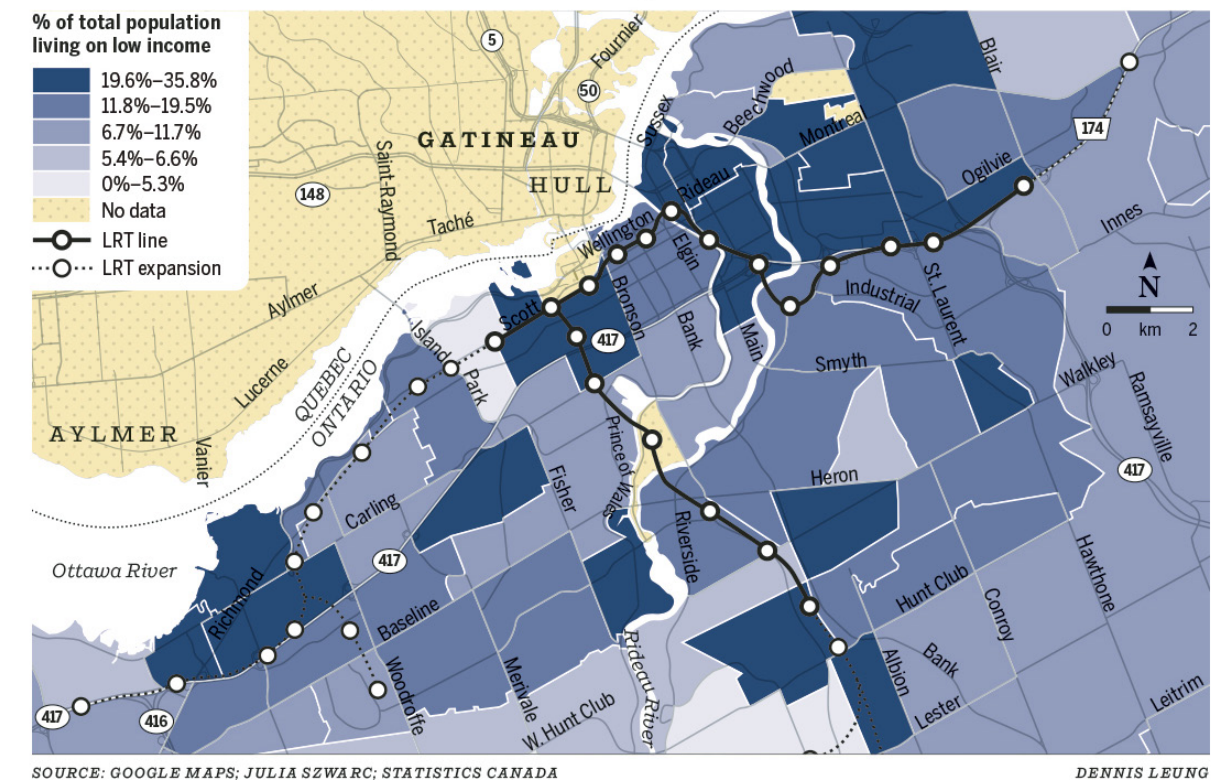 % of total population
living on low income
19.6%–35.8%
11.8%–19.5%
6.7%–11.7%
5.4%–6.6%
0%–5.3%
No data
LRT line
LRT expansion
5
Fournier
50
Blair
Beechwood
Sussex
Montreal
174
GATINEAU
HULL
Saint-Raymond
148
Taché
Rideau
Ogilvie
Innes
Wellington
Elgin
Aylmer
Scott
Bronson
Industrial
St. Laurent
N
0 km 2
Island
Park
417
Bank
Main
Smyth
Walkley
Ramsayville
Lucerne
QUEBEC
ONTARIO
AYLMER
Vanier
Prince of Wales
Fisher
Heron
417
Carling
417
Riverside
Ottawa River
Richmond
Baseline
Hunt Club
Conroy
Hawthorne
Woodroffe
Merivale
Rideau River
Albion
Bank
W. Hunt Club
Lester
Leitrim
417
416
SOURCE: GOOGLE MAPS; JULIA SZWARC; STATISTICS CANADA
DENNIS LEUNG